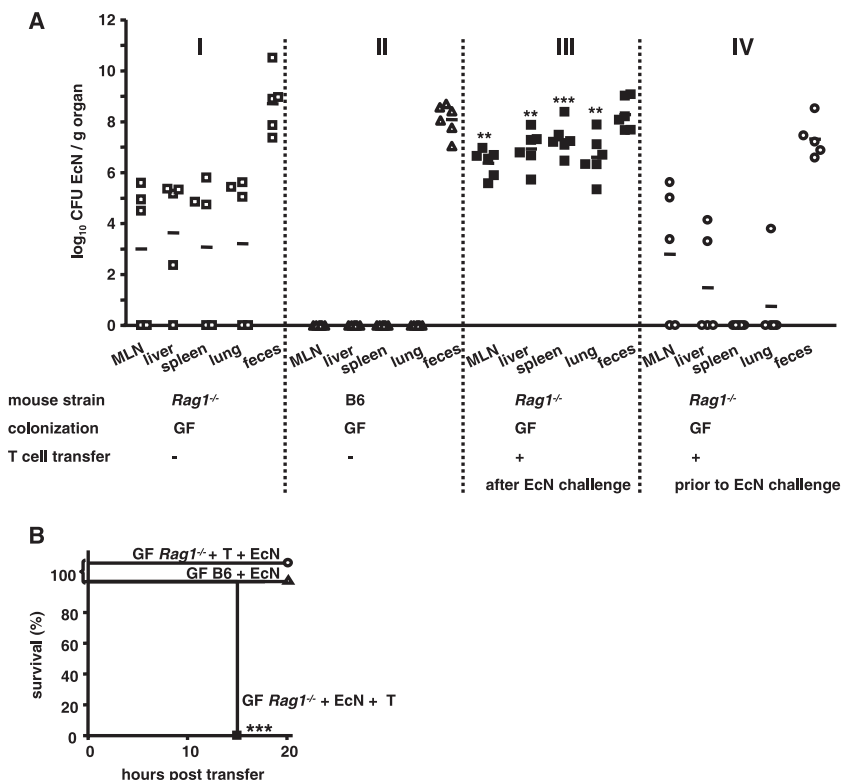 A
I II III IV
log₁₀ CFU EcN / g organ
12
10
8
6
4
2
0
** ** *** **
MLN liver spleen lung feces MLN liver spleen lung feces MLN liver spleen lung feces MLN liver spleen lung feces
mouse strain Rag1⁻/⁻ B6 Rag1⁻/⁻ Rag1⁻/⁻
colonization GF GF GF GF
T cell transfer - - + +
after EcN challenge prior to EcN challenge
B
GF Rag1⁻/⁻ + T + EcN
GF B6 + EcN
survival (%)
100
80
60
40
20
0
GF Rag1⁻/⁻ + EcN + T
***
0 10 20
hours post transfer